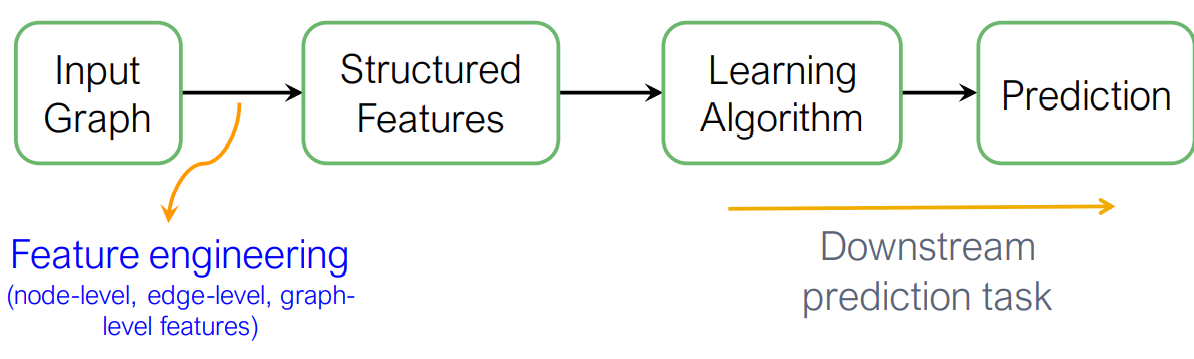 Input
Graph
Structured
Features
Learning
Algorithm
Prediction
Feature engineering
(node-level, edge-level, graph-
level features)
Downstream
prediction task